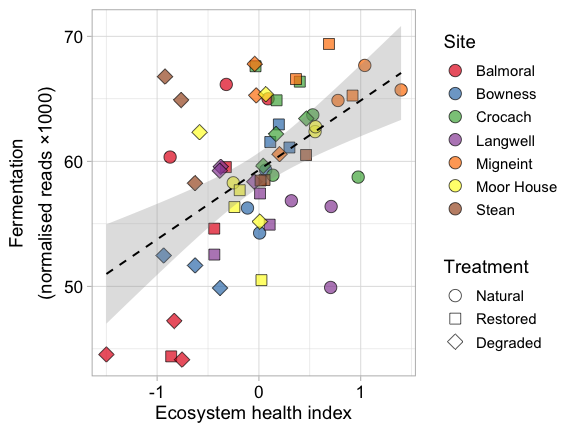 Fermentation
(normalised reads ×1000)
70
60
50
-1
0
1
Ecosystem health index
Site
Balmoral
Bowness
Crocach
Langwell
Migneint
Moor House
Stean
Treatment
Natural
Restored
Degraded